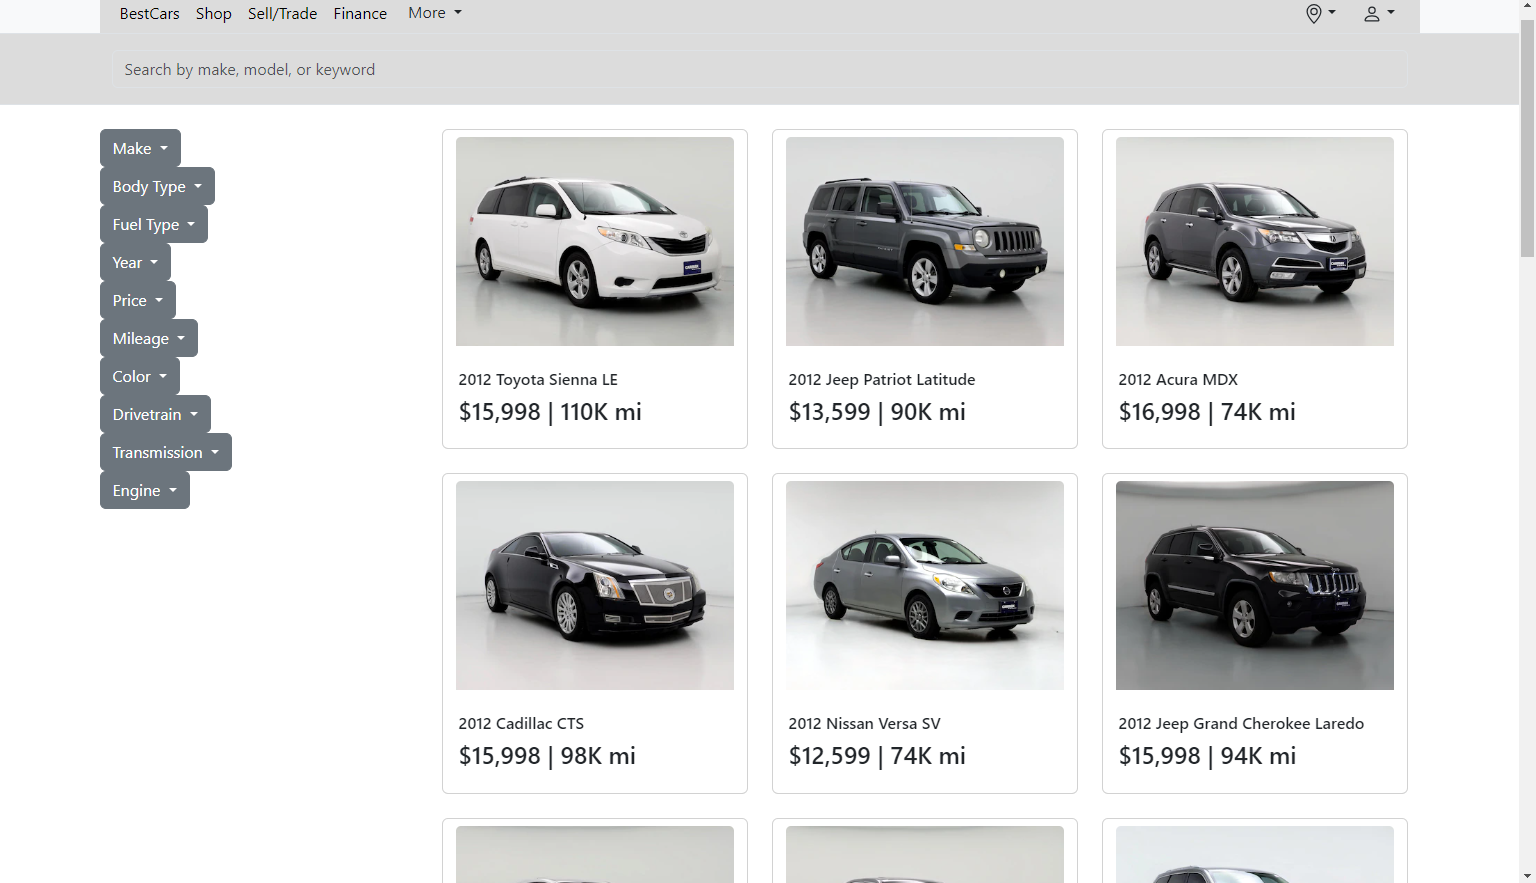 BestCars Shop Sell/Trade Finance More
Search by make, model, or keyword
Make
Body Type
Fuel Type
Year
Price
Mileage
Color
Drivetrain
Transmission
Engine
2012 Toyota Sienna LE
$15,998 | 110K mi
2012 Jeep Patriot Latitude
$13,599 | 90K mi
2012 Acura MDX
$16,998 | 74K mi
2012 Cadillac CTS
$15,998 | 98K mi
2012 Nissan Versa SV
$12,599 | 74K mi
2012 Jeep Grand Cherokee Laredo
$15,998 | 94K mi